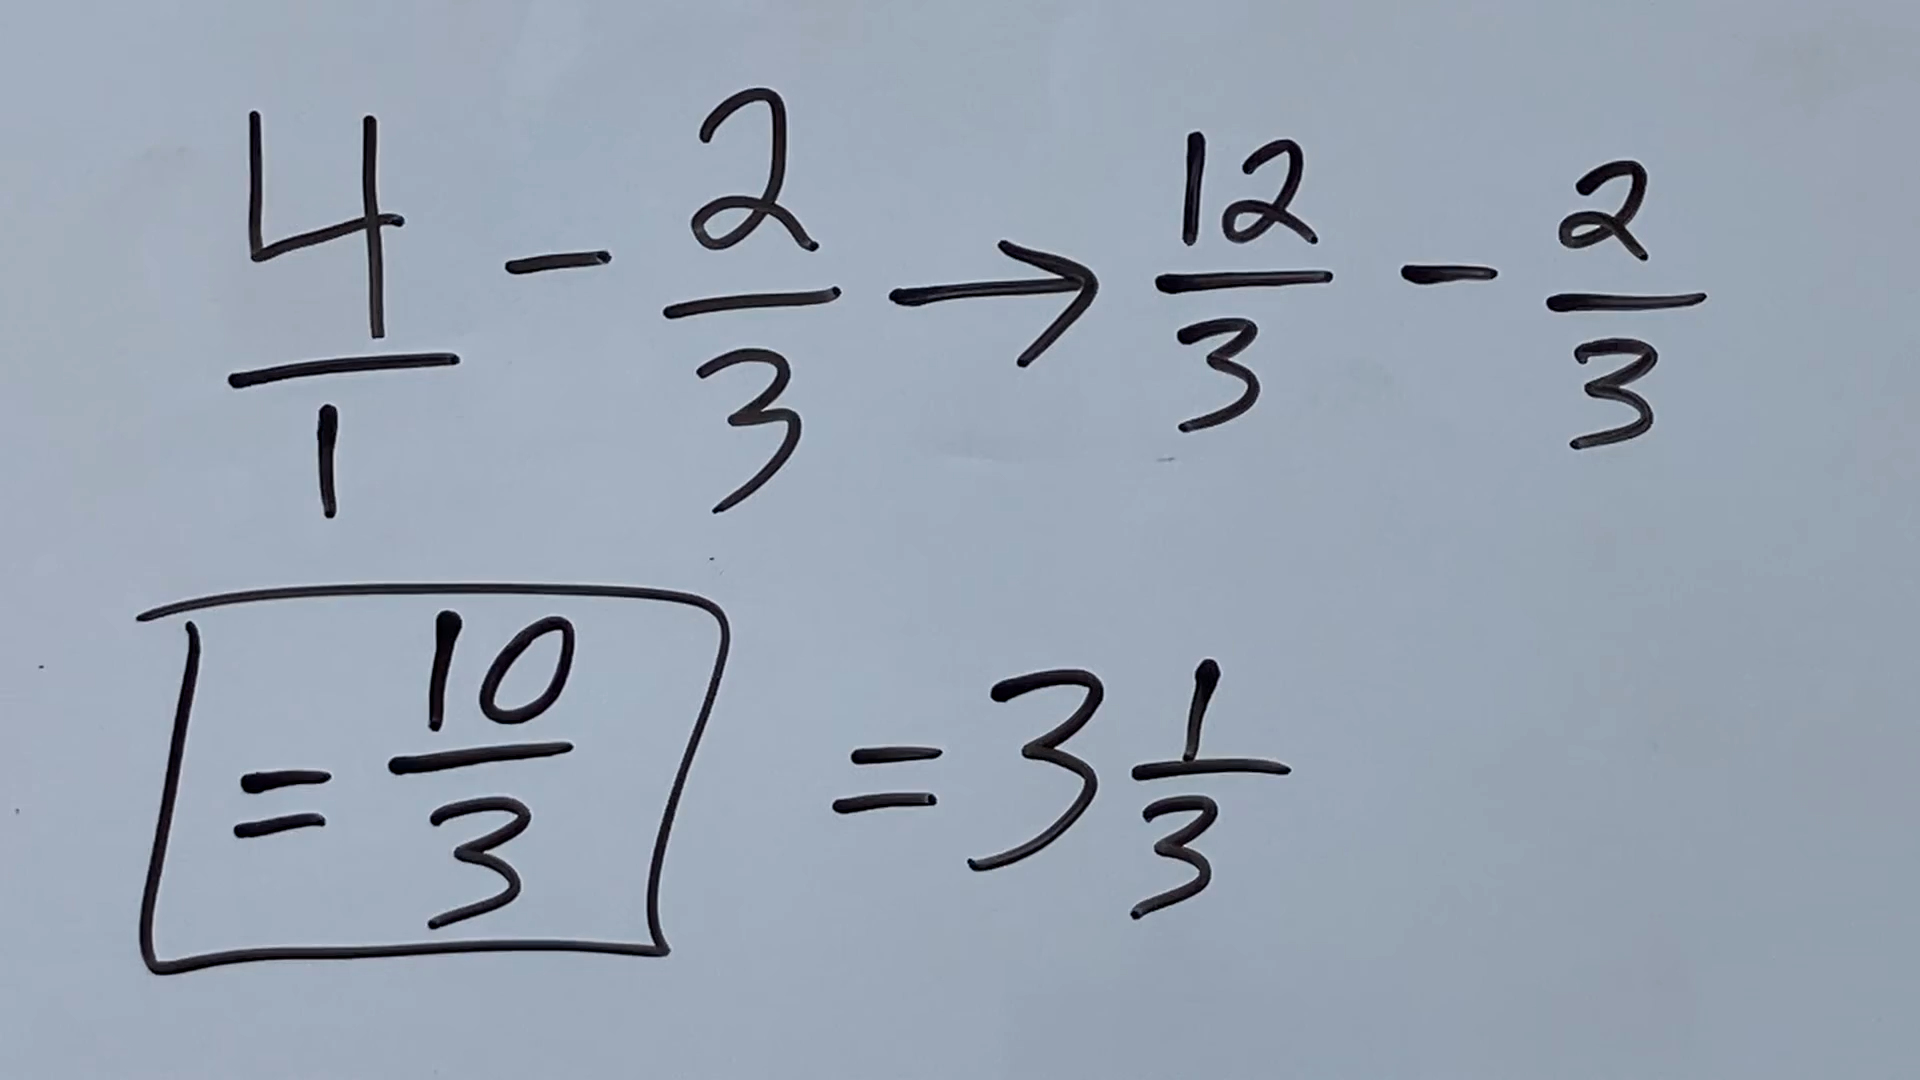 4/1 - 2/3 → 12/3 - 2/3
= 10/3 = 3 1/3